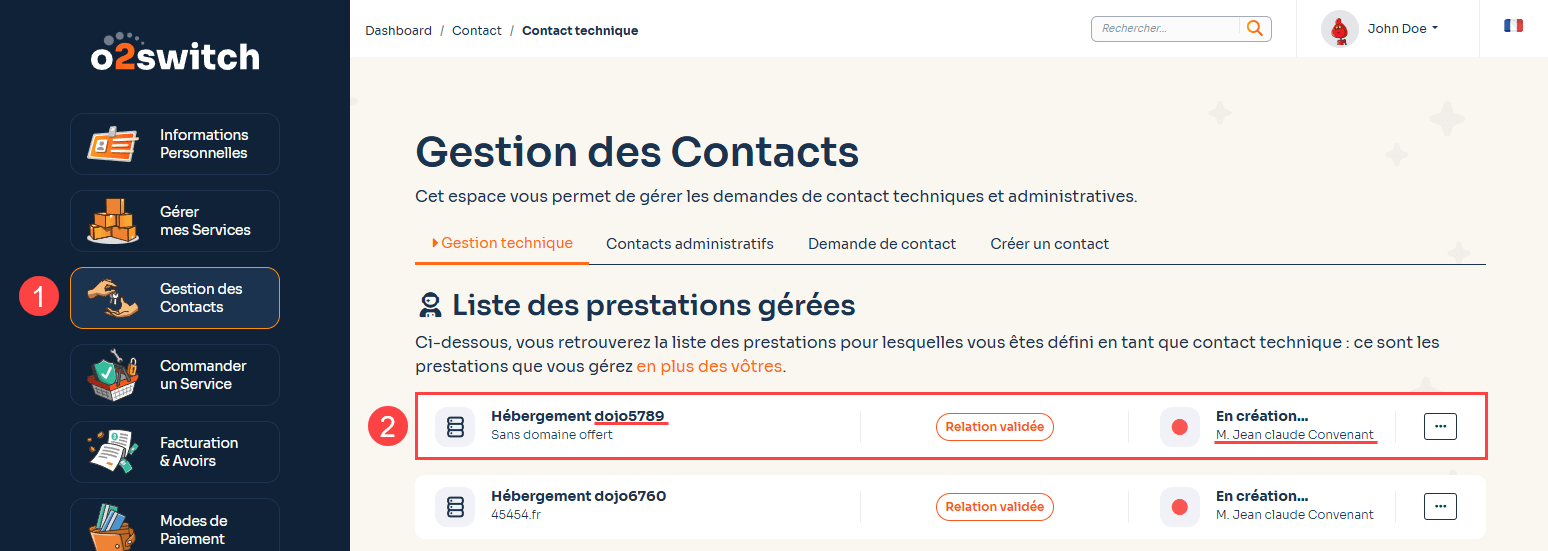 o2switch
Informations
Personnelles
Gérer
mes Services
1
Gestion des
Contacts
Commander
un Service
Facturation
& Avoirs
Modes de
Paiement
Dashboard / Contact / Contact technique
Rechercher...
John Doe
Gestion des Contacts
Cet espace vous permet de gérer les demandes de contact techniques et administratives.
Gestion technique Contacts administratifs Demande de contact Créer un contact
Liste des prestations gérées
Ci-dessous, vous retrouverez la liste des prestations pour lesquelles vous êtes défini en tant que contact technique : ce sont les
prestations que vous gérez en plus des vôtres.
2
Hébergement dojo5789
Sans domaine offert
Relation validée
En création...
M. Jean claude Convenant
...
Hébergement dojo6760
45454.fr
Relation validée
En création...
M. Jean claude Convenant
...